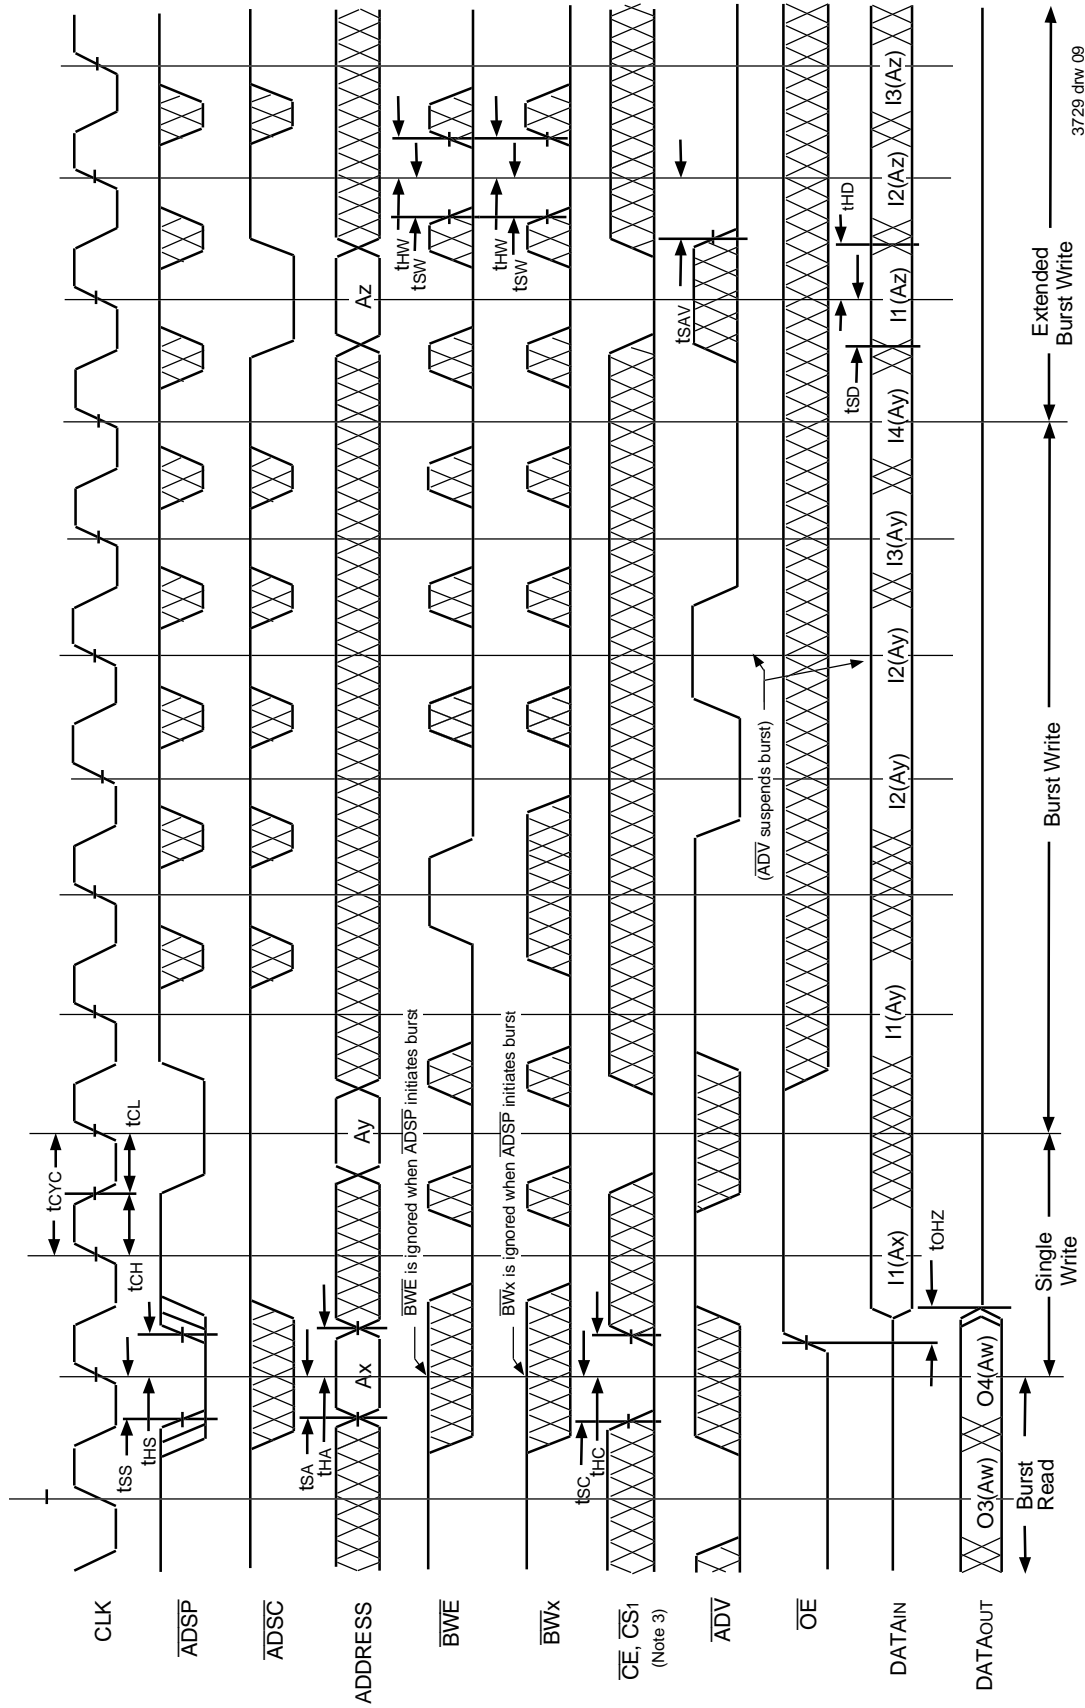 CLK
tCYC
tCH
tCL
ADSP
tSS
tHS
ADSC
ADDRESS
Ax
Ay
Az
tSA
tHA
BWE
BWE is ignored when ADSP initiates burst
tHW
tSW
BWx
BWx is ignored when ADSP initiates burst
tHW
tSW
CE, CS1
(Note 3)
tSC
tHC
ADV
tSAV
(ADV suspends burst)
OE
DATAIN
I1(Ax)
I1(Ay)
I2(Ay)
I2(Ay)
I3(Ay)
I4(Ay)
I1(Az)
I2(Az)
I3(Az)
tSD
tHD
tOHZ
DATAOUT
O3(Aw)
O4(Aw)
Burst
Read
Single
Write
Burst Write
Extended
Burst Write
3729 drw 09